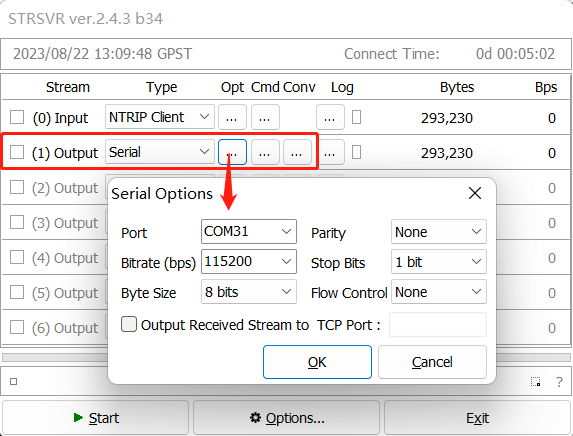 STRSVR ver.2.4.3 b34
2023/08/22 13:09:48 GPST Connect Time: 0d 00:05:02
Stream Type Opt Cmd Conv Log Bytes Bps
(0) Input NTRIP Client ... ... ... 293,230 0
(1) Output Serial ... ... ... ... 293,230 0
(2) Output 0
(3) Output 0
(4) Output 0
(5) Output 0
(6) Output 0
Serial Options
Port COM31 Parity None
Bitrate (bps) 115200 Stop Bits 1 bit
Byte Size 8 bits Flow Control None
Output Received Stream to TCP Port :
OK Cancel
?
Start Options... Exit